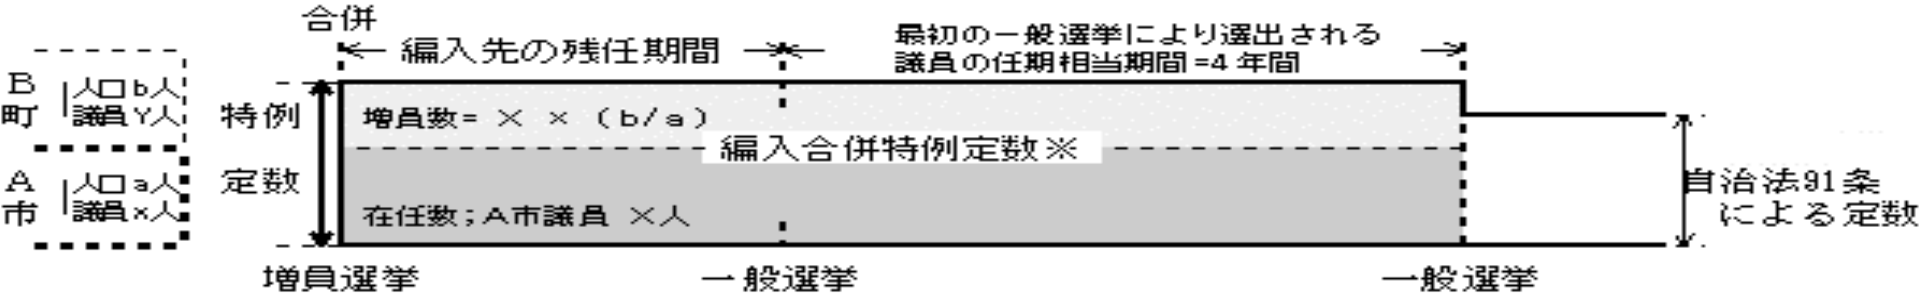 合併
編入先の残任期間
最初の一般選挙により選出される
議員の任期相当期間=4年間
B町
人口b人
議員Y人
A市
人口a人
議員x人
特例
定数
増員数= X × (b/a)
編入合併特例定数※
在任数;A市議員 X人
自治法91条
による定数
増員選挙
一般選挙
一般選挙